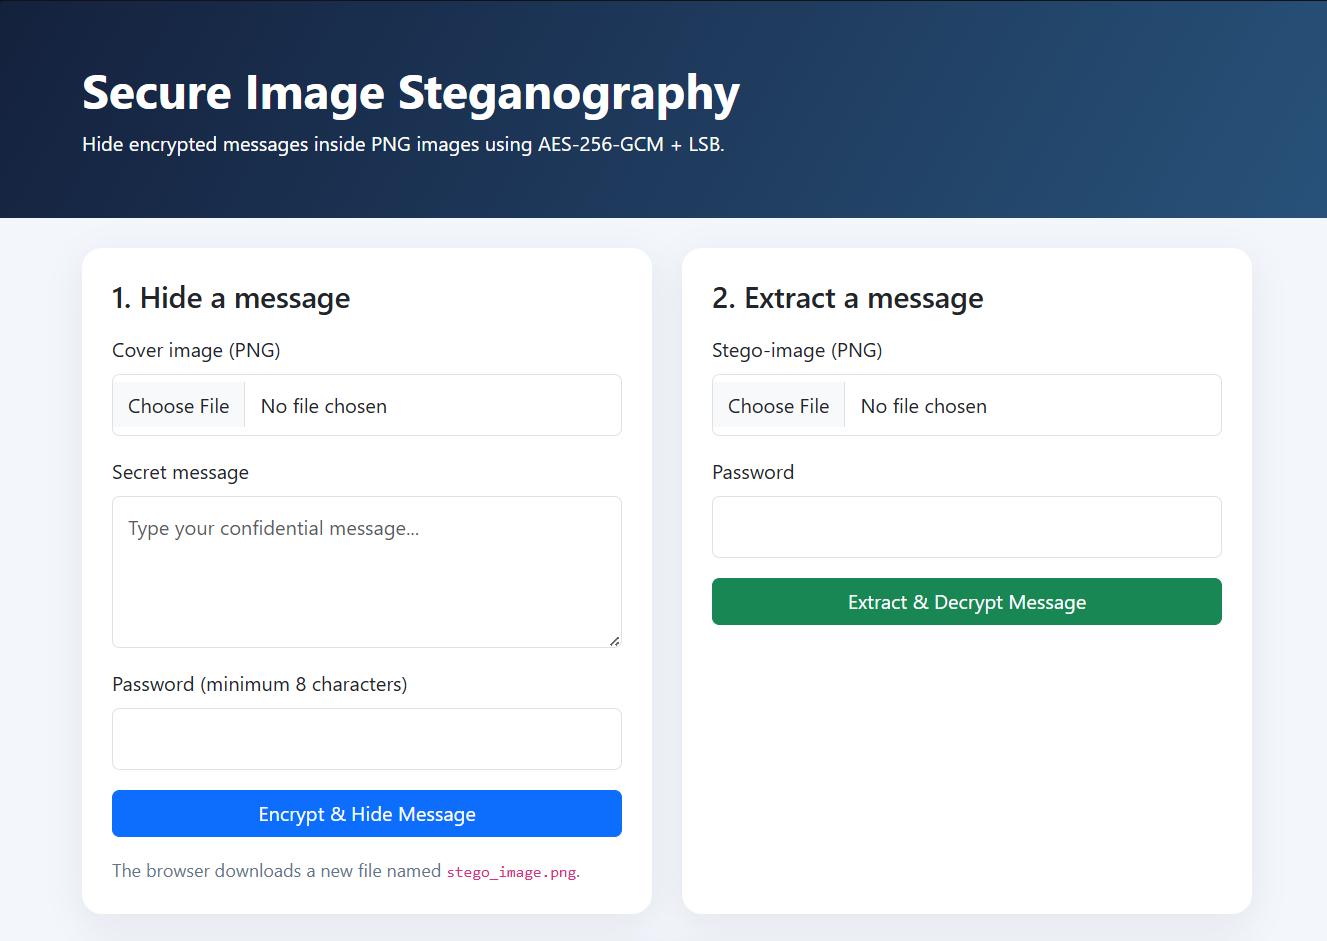 Secure Image Steganography
Hide encrypted messages inside PNG images using AES-256-GCM + LSB.
1. Hide a message
Cover image (PNG)
Choose File No file chosen
Secret message
Type your confidential message...
Password (minimum 8 characters)
Encrypt & Hide Message
The browser downloads a new file named stego_image.png.
2. Extract a message
Stego-image (PNG)
Choose File No file chosen
Password
Extract & Decrypt Message